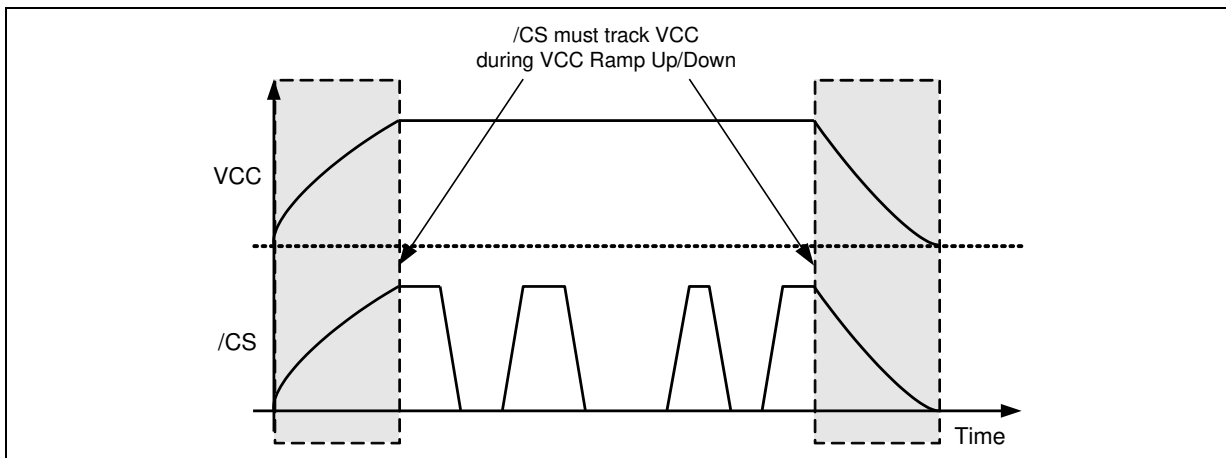 /CS must track VCC
during VCC Ramp Up/Down
VCC
/CS
Time